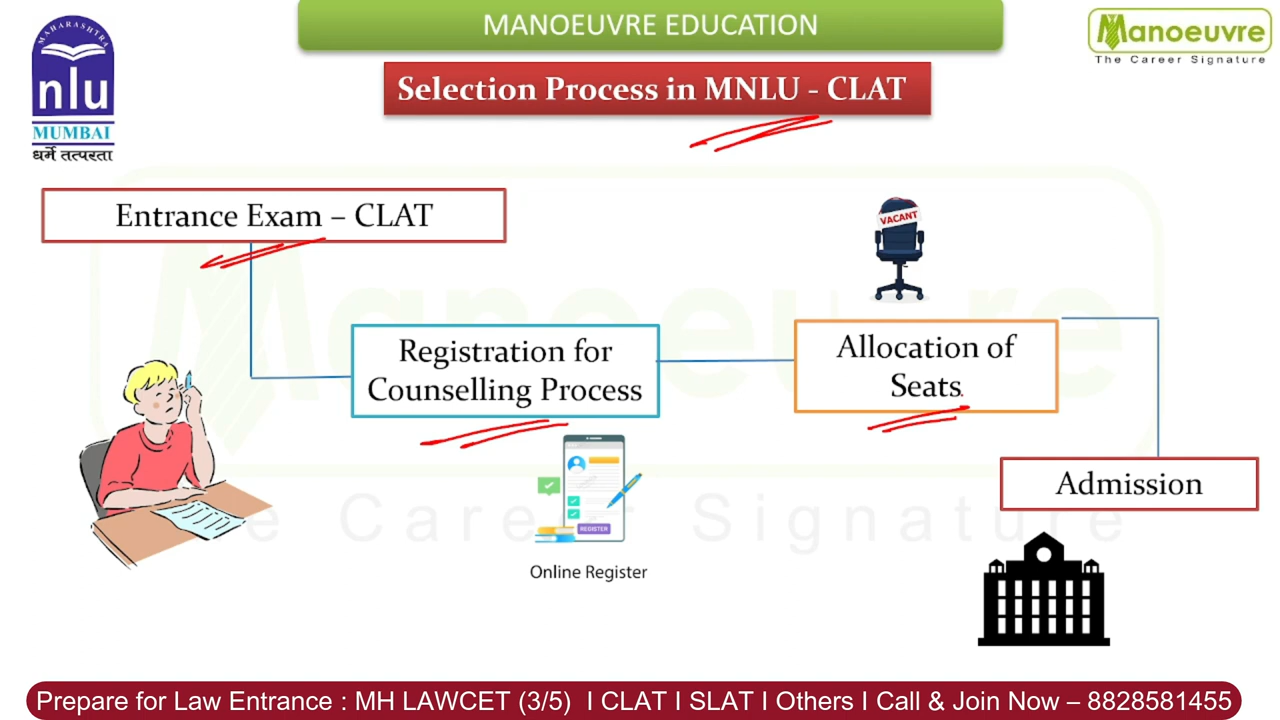 MANOEUVRE EDUCATION
MAHARASHTRA
nlu
MUMBAI
धर्मे तत्परता
Manoeuvre
The Career Signature
Selection Process in MNLU - CLAT
Entrance Exam – CLAT
VACANT
Registration for
Counselling Process
Allocation of
Seats
Admission
Manoeuvre
The Career Signature
REGISTER
Online Register
Prepare for Law Entrance : MH LAWCET (3/5) I CLAT I SLAT I Others I Call & Join Now – 8828581455